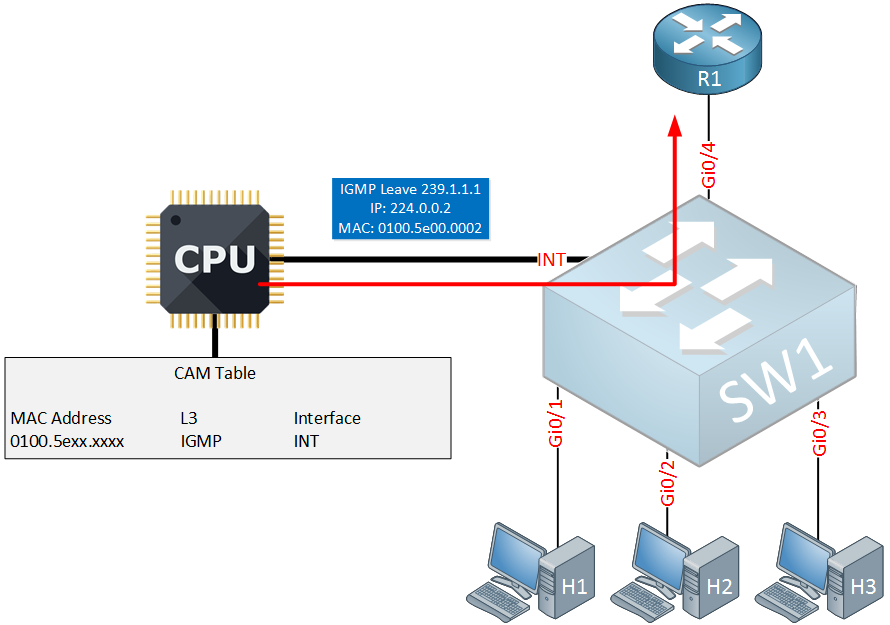 R1
Gi0/4
IGMP Leave 239.1.1.1
IP: 224.0.0.2
MAC: 0100.5e00.0002
CPU
INT
SW1
CAM Table
MAC Address L3 Interface
0100.5exx.xxxx IGMP INT
Gi0/1
Gi0/2
Gi0/3
H1
H2
H3